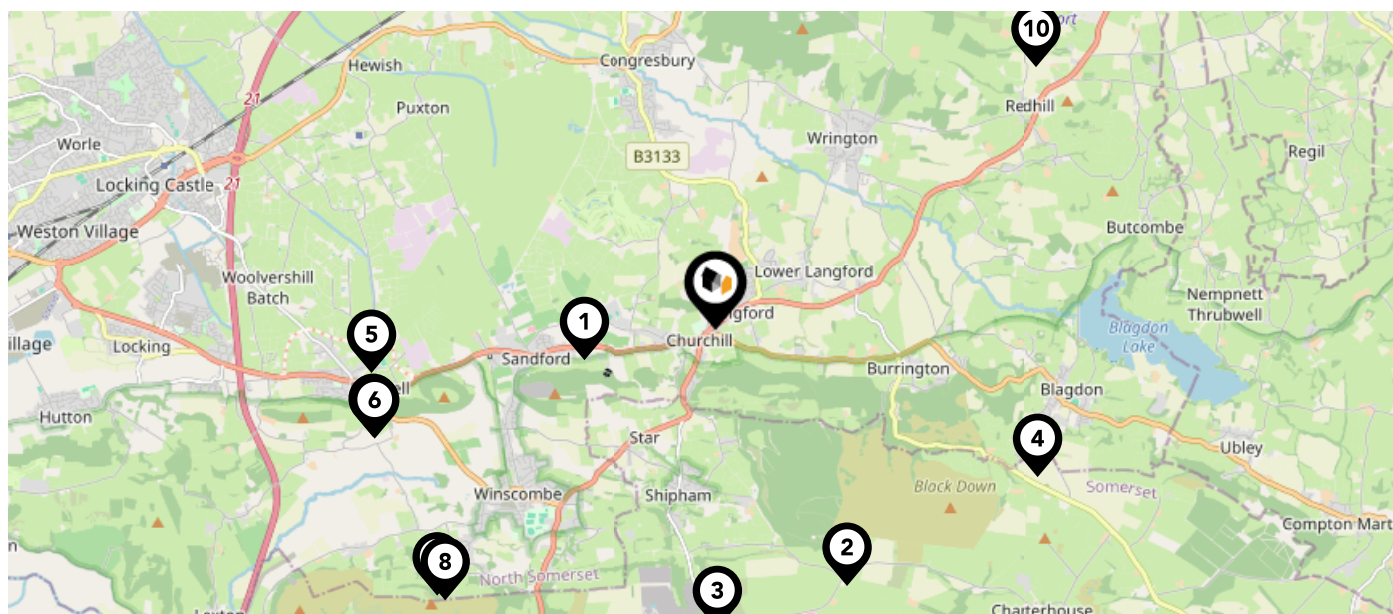 10
Hewish
Congresbury
21
Puxton
Redhill
Worle
Wrington
B3133
Regil
Locking Castle
21
Weston Village
Butcombe
Woolvershill
Batch
Lower Langford
Nempnett
Thrubwell
Blagdon
Lake
5
1
Locking
Sandford
Churchill
Burrington
Blagdon
6
Hutton
Star
4
Ubley
Winscombe
Shipham
Black Down
Somerset
Compton Mart
8
2
North Somerset
3
Charterhouse